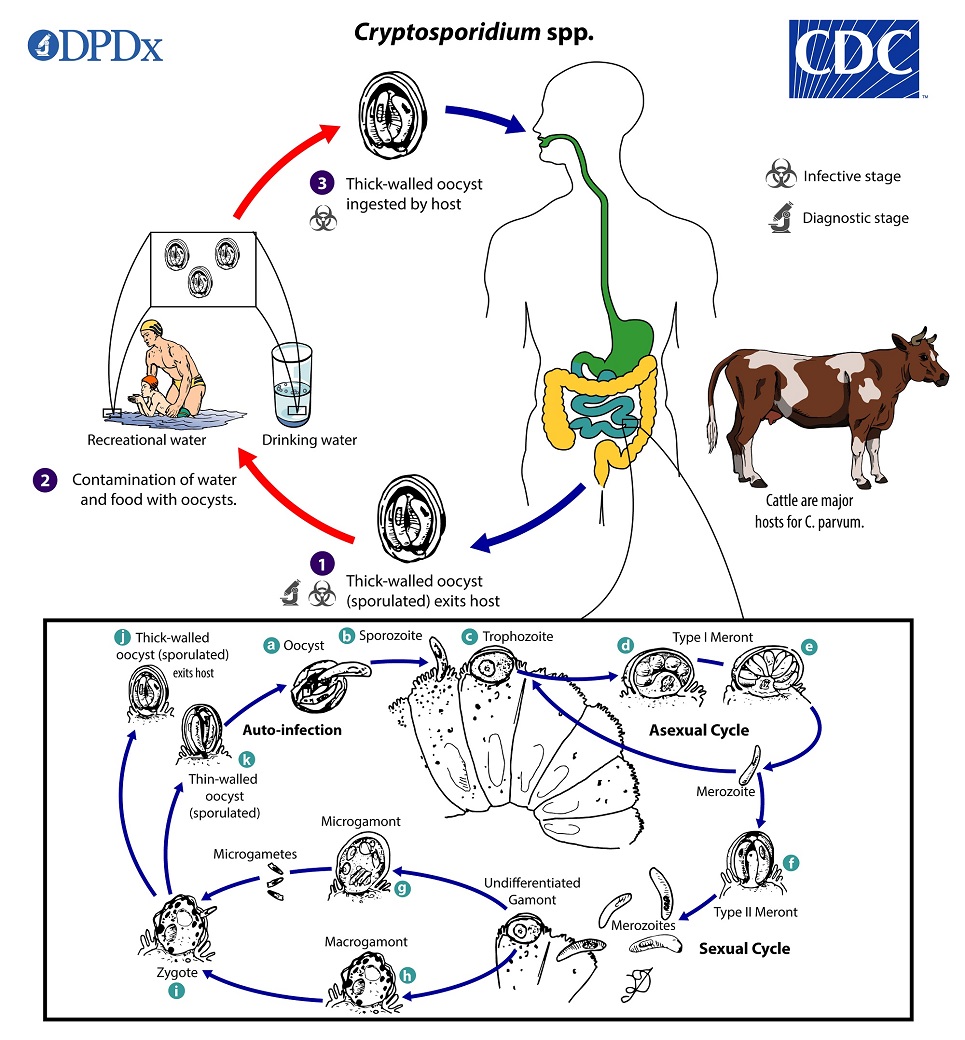 DPDx
Cryptosporidium spp.
CDC
TM
3
Thick-walled oocyst
ingested by host
Infective stage
Diagnostic stage
Recreational water
Drinking water
2
Contamination of water
and food with oocysts.
Cattle are major
hosts for C. parvum.
1
Thick-walled oocyst
(sporulated) exits host
j Thick-walled
oocyst (sporulated)
exits host
a Oocyst
b Sporozoite
c Trophozoite
Type I Meront
d
e
Auto-infection
Asexual Cycle
k
Thin-walled
oocyst
(sporulated)
Merozoite
Microgamont
g
Microgametes
f
Type II Meront
Undifferentiated
Gamont
Merozoites
Sexual Cycle
Macrogamont
h
Zygote
i